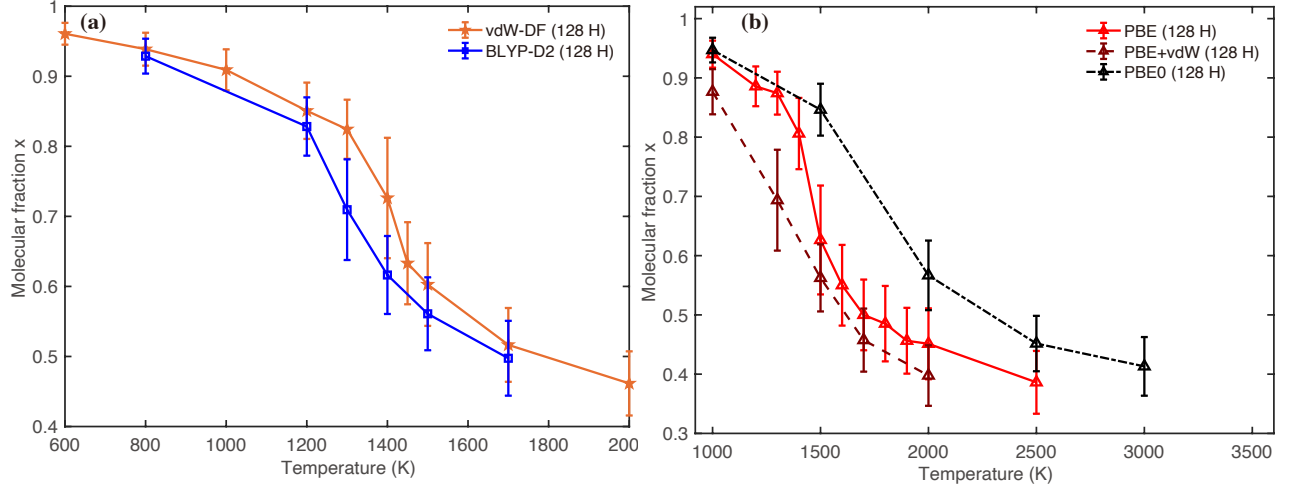 (a)
vdW-DF (128 H)
BLYP-D2 (128 H)
1
0.9
0.8
0.7
0.6
0.5
0.4
Molecular fraction x
600
800
1000
1200
1400
1600
1800
200
Temperature (K)
(b)
PBE (128 H)
PBE+vdW (128 H)
PBE0 (128 H)
1
0.9
0.8
0.7
0.6
0.5
0.4
0.3
Molecular fraction x
1000
1500
2000
2500
3000
3500
Temperature (K)